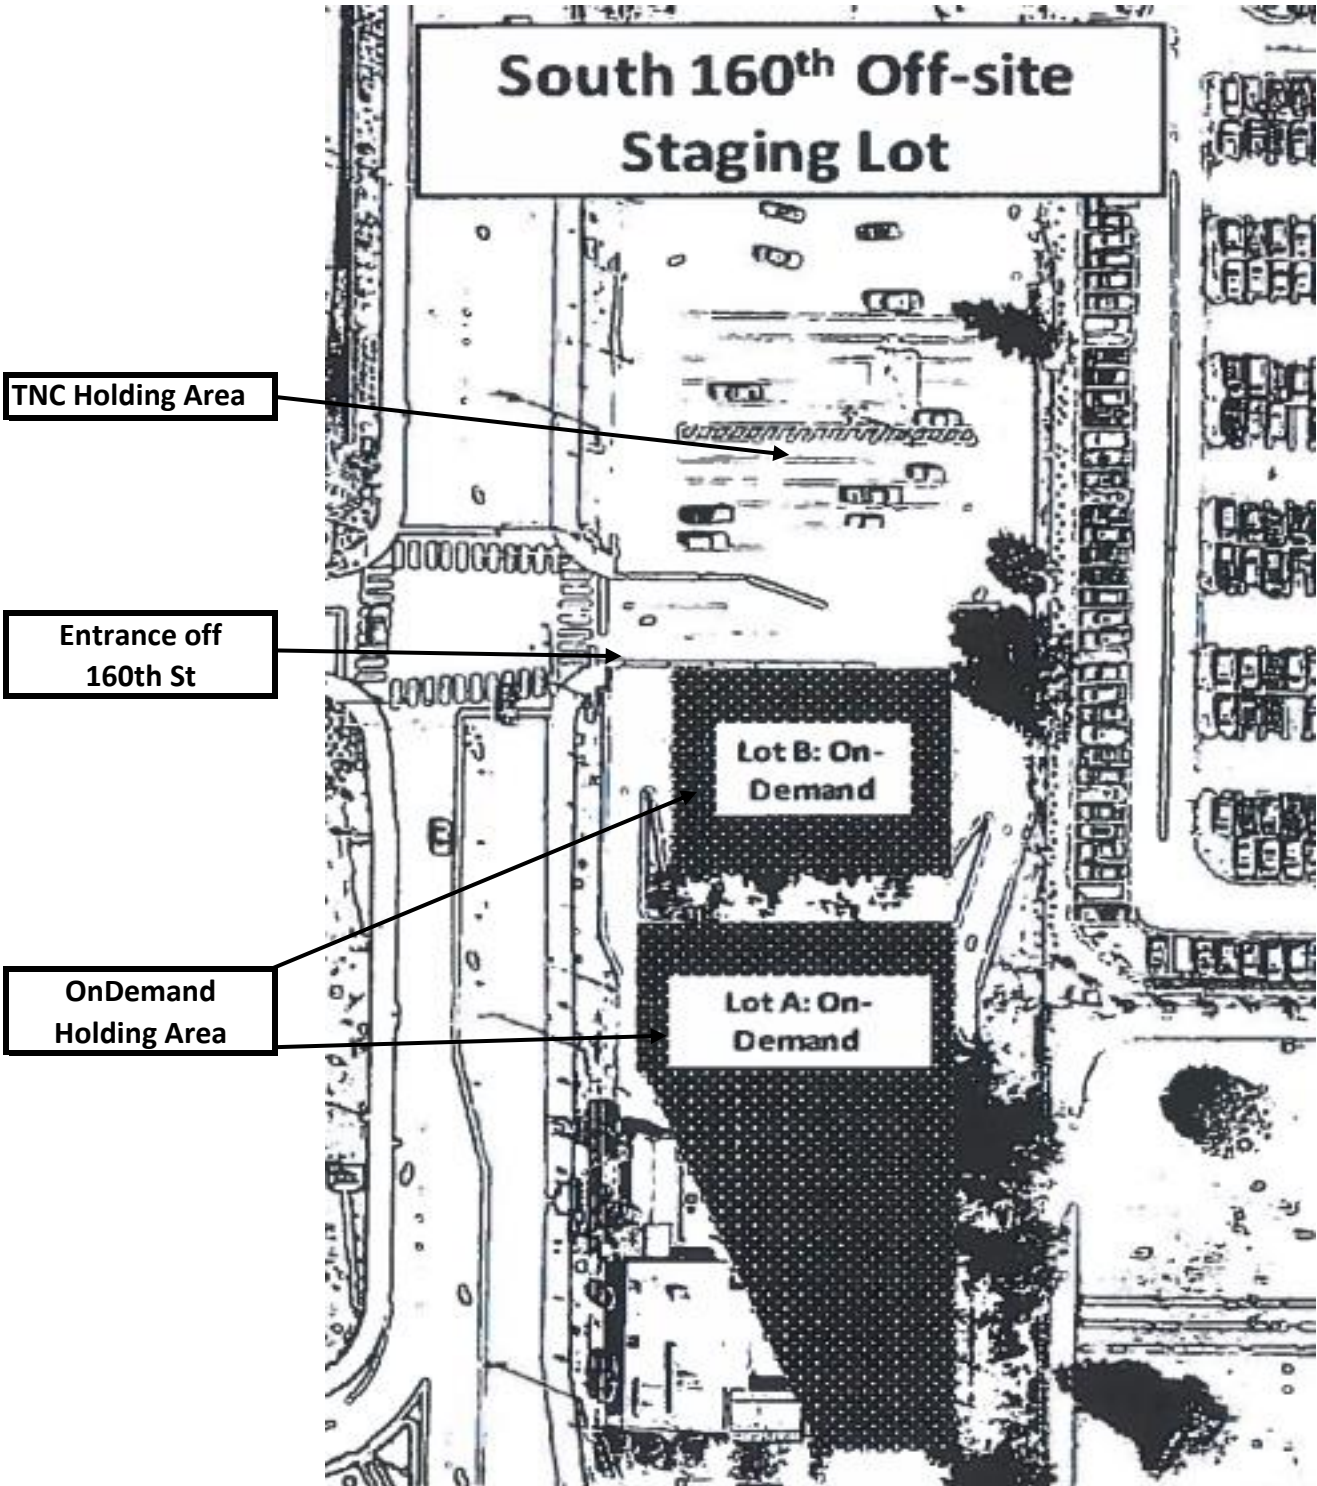 South 160th Off-site
Staging Lot
TNC Holding Area
Entrance off
160th St
Lot B: On-
Demand
OnDemand
Holding Area
Lot A: On-
Demand